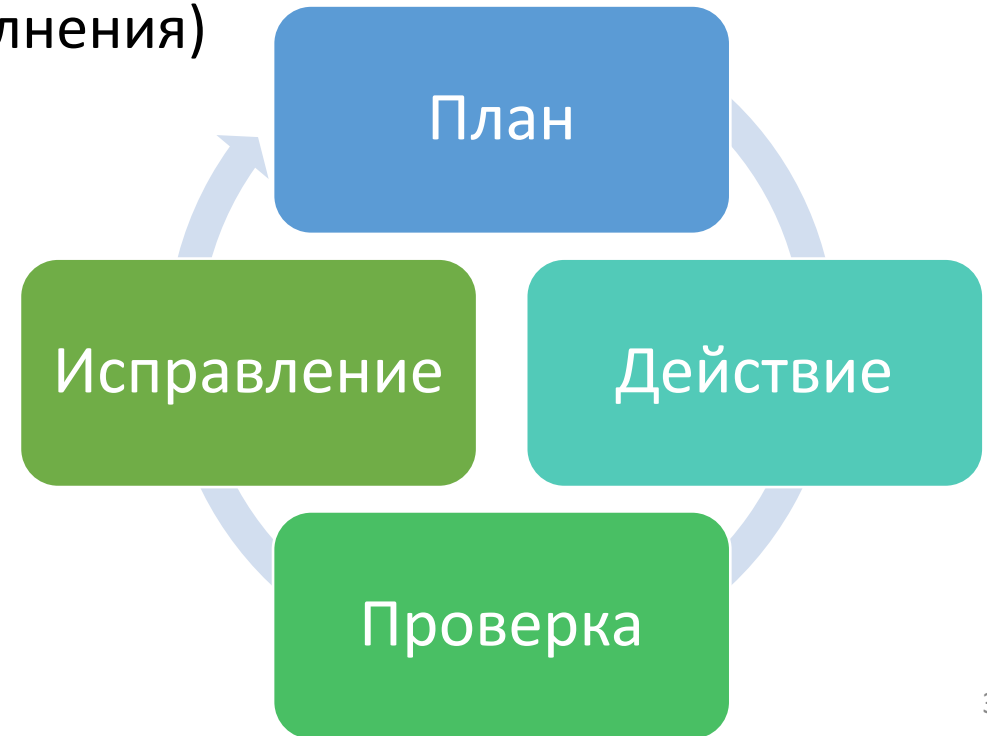 лнения)
План
Исправление
Действие
Проверка